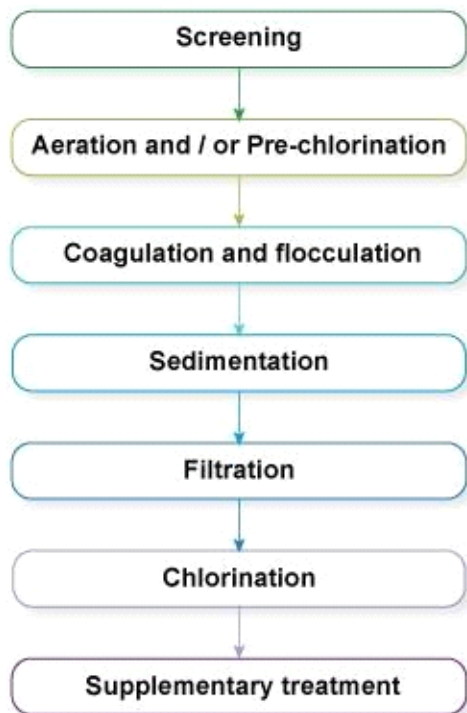 Screening
Aeration and / or Pre-chlorination
Coagulation and flocculation
Sedimentation
Filtration
Chlorination
Supplementary treatment